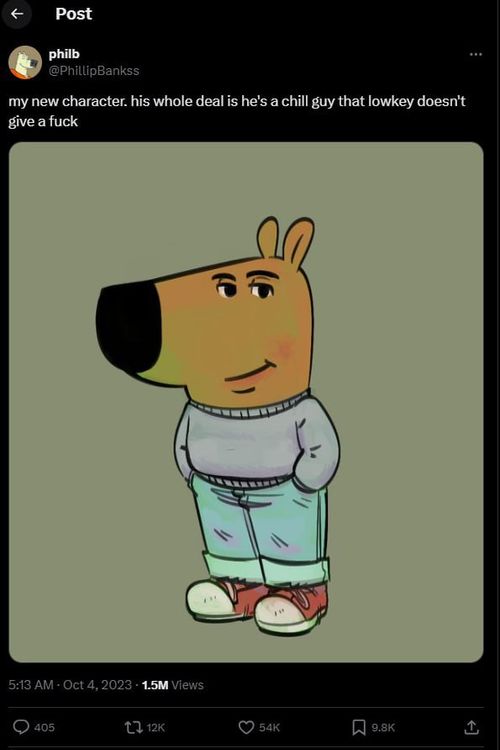 Post
philb
@PhillipBankss
my new character. his whole deal is he's a chill guy that lowkey doesn't
give a fuck
5:13 AM · Oct 4, 2023 · 1.5M Views
405 12K 54K 9.8K